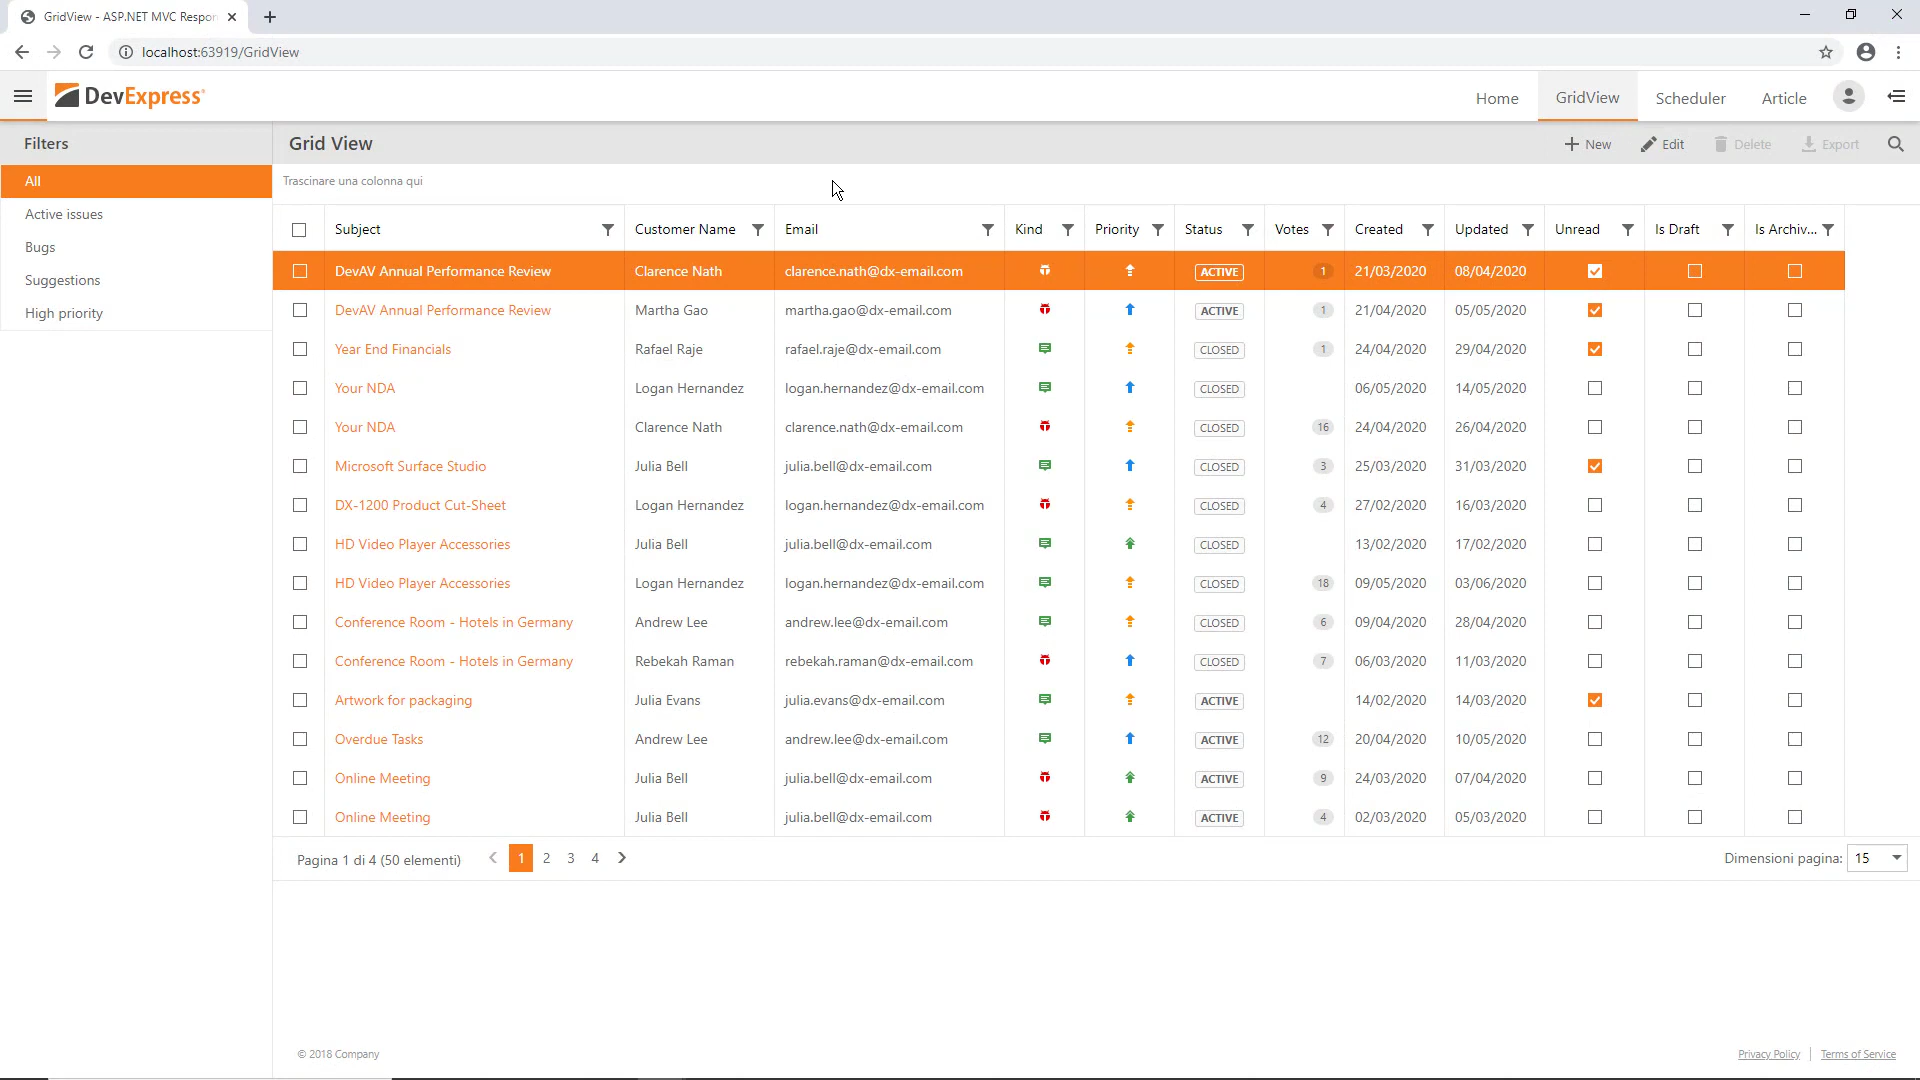 GridView - ASP.NET MVC Respon
localhost:63919/GridView
DevExpress
Home
GridView
Scheduler
Article
Filters
Grid View
New
Edit
Delete
Export
All
Active issues
Bugs
Suggestions
High priority
Trascinare una colonna qui
Subject Customer Name Email Kind Priority Status Votes Created Updated Unread Is Draft Is Archiv...
DevAV Annual Performance Review Clarence Nath clarence.nath@dx-email.com ACTIVE 1 21/03/2020 08/04/2020
DevAV Annual Performance Review Martha Gao martha.gao@dx-email.com ACTIVE 1 21/04/2020 05/05/2020
Year End Financials Rafael Raje rafael.raje@dx-email.com CLOSED 1 24/04/2020 29/04/2020
Your NDA Logan Hernandez logan.hernandez@dx-email.com CLOSED 06/05/2020 14/05/2020
Your NDA Clarence Nath clarence.nath@dx-email.com CLOSED 16 24/04/2020 26/04/2020
Microsoft Surface Studio Julia Bell julia.bell@dx-email.com CLOSED 3 25/03/2020 31/03/2020
DX-1200 Product Cut-Sheet Logan Hernandez logan.hernandez@dx-email.com CLOSED 4 27/02/2020 16/03/2020
HD Video Player Accessories Julia Bell julia.bell@dx-email.com CLOSED 13/02/2020 17/02/2020
HD Video Player Accessories Logan Hernandez logan.hernandez@dx-email.com CLOSED 18 09/05/2020 03/06/2020
Conference Room - Hotels in Germany Andrew Lee andrew.lee@dx-email.com CLOSED 6 09/04/2020 28/04/2020
Conference Room - Hotels in Germany Rebekah Raman rebekah.raman@dx-email.com CLOSED 7 06/03/2020 11/03/2020
Artwork for packaging Julia Evans julia.evans@dx-email.com ACTIVE 14/02/2020 14/03/2020
Overdue Tasks Andrew Lee andrew.lee@dx-email.com ACTIVE 12 20/04/2020 10/05/2020
Online Meeting Julia Bell julia.bell@dx-email.com ACTIVE 9 24/03/2020 07/04/2020
Online Meeting Julia Bell julia.bell@dx-email.com ACTIVE 4 02/03/2020 05/03/2020
Pagina 1 di 4 (50 elementi) 1 2 3 4 Dimensioni pagina: 15
© 2018 Company
Privacy Policy
Terms of Service